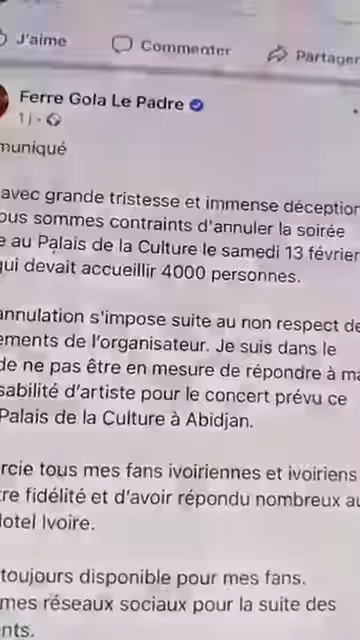 J'aime
Commenter
Partager
Ferre Gola Le Padre
1 j ·
muniqué
avec grande tristesse et immense déception
ous sommes contraints d'annuler la soirée
e au Palais de la Culture le samedi 13 février
qui devait accueillir 4000 personnes.
annulation s'impose suite au non respect de
ements de l'organisateur. Je suis dans le
de ne pas être en mesure de répondre à ma
sabilité d'artiste pour le concert prévu ce
Palais de la Culture à Abidjan.
rcie tous mes fans ivoiriennes et ivoiriens
re fidélité et d'avoir répondu nombreux au
Hotel Ivoire.
toujours disponible pour mes fans.
mes réseaux sociaux pour la suite des
nts.